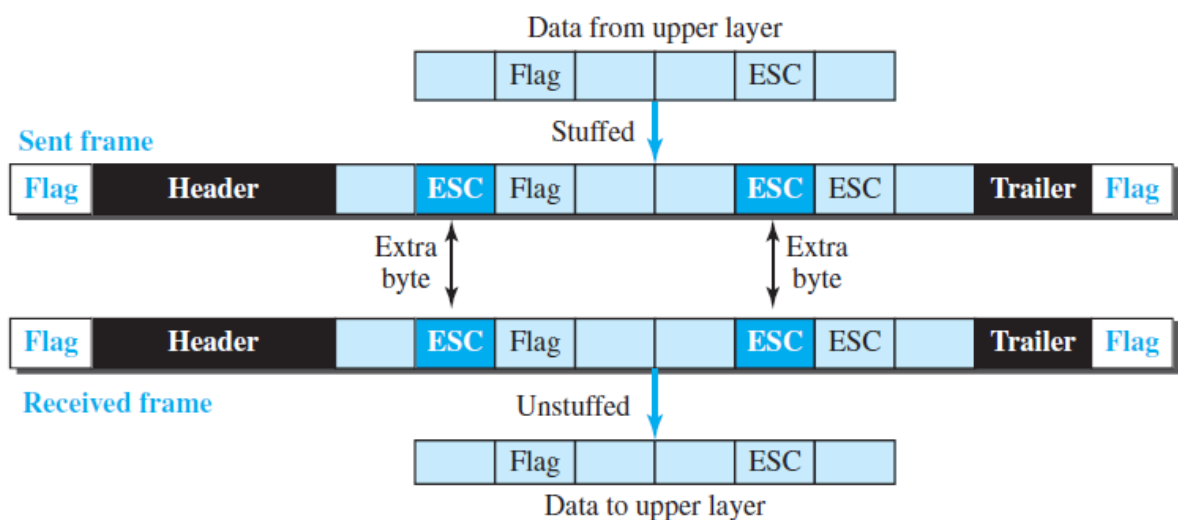 Data from upper layer
Flag ESC
Stuffed
Sent frame
Flag Header ESC Flag ESC ESC Trailer Flag
Extra byte
Extra byte
Flag Header ESC Flag ESC ESC Trailer Flag
Received frame
Unstuffed
Flag ESC
Data to upper layer